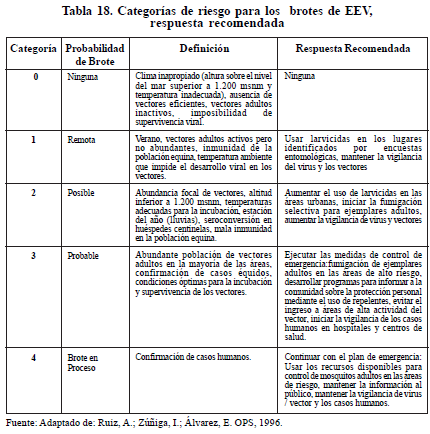 Tabla 18. Categorías de riesgo para los brotes de EEV,
respuesta recomendada
Categoría
Probabilidad
de Brote
Definición
Respuesta Recomendada
0
Ninguna
Clima inapropiado (altura sobre el nivel
del mar superior a 1.200 msnm y
temperatura inadecuada), ausencia de
vectores eficientes, vectores adultos
inactivos, imposibilidad de
supervivencia viral.
Ninguna
1
Remota
Verano, vectores adultos activos pero
no abundantes, inmunidad de la
población equina, temperatura ambiente
que impide el desarrollo viral en los
vectores.
Usar larvicidas en los lugares
identificados por encuestas
entomológicas, mantener la vigilancia
del virus y los vectores
2
Posible
Abundancia focal de vectores, altitud
inferior a 1.200 msnm, temperaturas
adecuadas para la incubación, estación
del año (lluvias), seroconversión en
huéspedes centinelas, mala inmunidad
en la población equina.
Aumentar el uso de larvicidas en las
áreas urbanas, iniciar la fumigación
selectiva para ejemplares adultos,
aumentar la vigilancia de virus y vectores
3
Probable
Abundante población de vectores
adultos en la mayoría de las áreas,
confirmación de casos équidos,
condiciones óptimas para la incubación
y supervivencia de los vectores.
Ejecutar las medidas de control de
emergencia:fumigación de ejemplares
adultos en las áreas de alto riesgo,
desarrollar programas para informar a la
comunidad sobre la protección personal
mediante el uso de repelentes, evitar el
ingreso a áreas de alta actividad del
vector, iniciar la vigilancia de los casos
humanos en hospitales y centros de
salud.
4
Brote en
Proceso
Confirmación de casos humanos.
Continuar con el plan de emergencia:
Usar los recursos disponibles para
control de mosquitos adultos en las áreas
de riesgo, mantener la información al
público, mantener la vigilancia de virus
/ vector y los casos humanos.
Fuente: Adaptado de: Ruiz, A.; Zúñiga, I.; Álvarez, E. OPS, 1996.